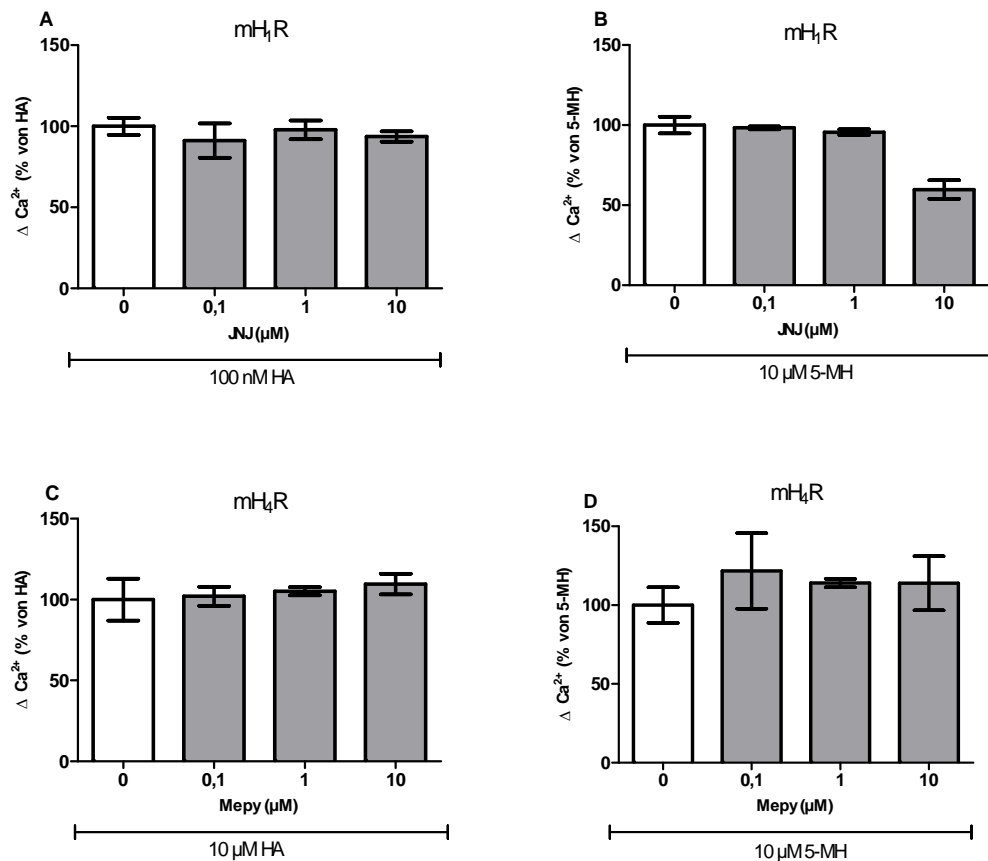 A
mH₁R
Δ Ca²⁺ (% von HA)
150
100
50
0
0 0,1 1 10
JNJ(µM)
100 nM HA
B
mH₁R
Δ Ca²⁺ (% von 5-MH)
150
100
50
0
0 0,1 1 10
JNJ(µM)
10 µM 5-MH
C
mH₄R
Δ Ca²⁺ (% von HA)
150
100
50
0
0 0,1 1 10
Mepy (µM)
10 µM HA
D
mH₄R
Δ Ca²⁺ (% von 5-MH)
150
100
50
0
0 0,1 1 10
Mepy (µM)
10 µM 5-MH